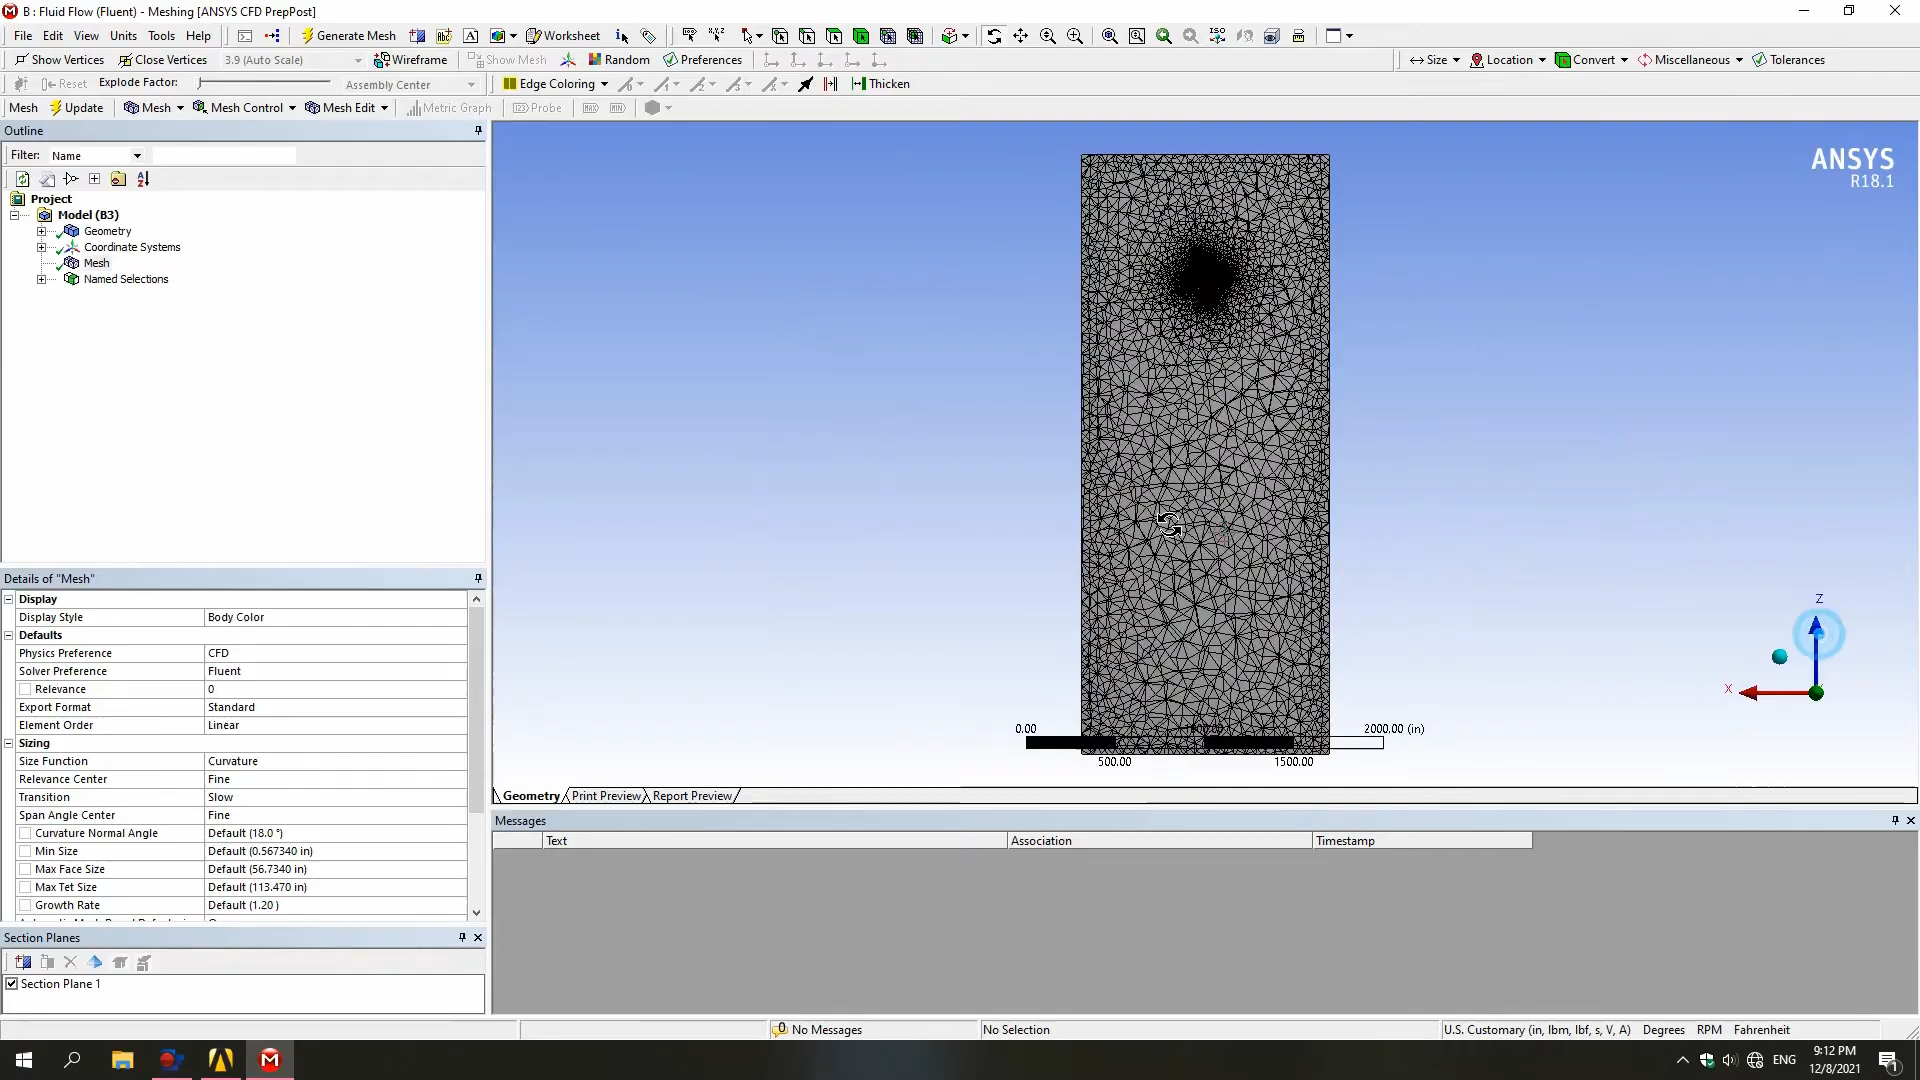 B : Fluid Flow (Fluent) - Meshing [ANSYS CFD PrepPost]
File Edit View Units Tools Help Generate Mesh Worksheet
Show Vertices Close Vertices 3.9 (Auto Scale) Wireframe Show Mesh Random Preferences Size Location Convert Miscellaneous Tolerances
Reset Explode Factor: Assembly Center Edge Coloring Thicken
Mesh Update Mesh Mesh Control Mesh Edit Metric Graph Probe
Outline
Filter: Name
Project
Model (B3)
Geometry
Coordinate Systems
Mesh
Named Selections
Details of "Mesh"
Display
Display Style Body Color
Defaults
Physics Preference CFD
Solver Preference Fluent
Relevance 0
Export Format Standard
Element Order Linear
Sizing
Size Function Curvature
Relevance Center Fine
Transition Slow
Span Angle Center Fine
Curvature Normal Angle Default (18.0 °)
Min Size Default (0.567340 in)
Max Face Size Default (56.7340 in)
Max Tet Size Default (113.470 in)
Growth Rate Default (1.20 )
Section Planes
Section Plane 1
ANSYS
R18.1
Z
X
0.00 2000.00 (in)
500.00 1500.00
Geometry Print Preview Report Preview
Messages
Text Association Timestamp
No Messages No Selection U.S. Customary (in, lbm, lbf, s, V, A) Degrees RPM Fahrenheit
ENG 9:12 PM
12/8/2021